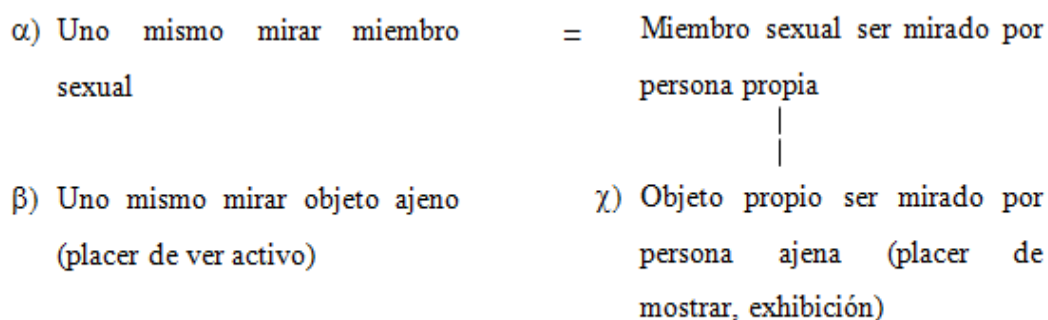 α) Uno mismo mirar miembro
sexual
=
Miembro sexual ser mirado por
persona propia
β) Uno mismo mirar objeto ajeno
(placer de ver activo)
χ) Objeto propio ser mirado por
persona ajena (placer de
mostrar, exhibición)